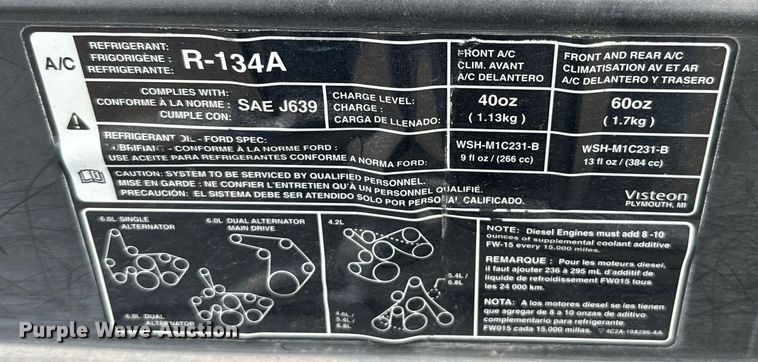 A/C
REFRIGERANT:
FRIGORIGÈNE :
REFRIGERANTE:
R-134A
FRONT A/C
CLIM. AVANT
A/C DELANTERO
FRONT AND REAR A/C
CLIMATISATION AV ET AR
A/C DELANTERO Y TRASERO
COMPLIES WITH:
CONFORME À LA NORME :
CUMPLE CON:
SAE J639
CHARGE LEVEL:
CHARGE :
CARGA DE LLENADO:
40oz
( 1.13kg )
60oz
( 1.7kg )
REFRIGERANT OIL - FORD SPEC:
LUBRIFIANT - CONFORME À LA NORME FORD :
USE ACEITE PARA REFRIGERANTES CONFORME A NORMA FORD:
WSH-M1C231-B
9 fl oz / (266 cc)
WSH-M1C231-B
13 fl oz / (384 cc)
CAUTION: SYSTEM TO BE SERVICED BY QUALIFIED PERSONNEL.
MISE EN GARDE : NE CONFIER L'ENTRETIEN QU'À UN PERSONNEL QUALIFIÉ.
PRECAUCIÓN: EL SISTEMA DEBE SER ATENDIDO SOLO POR PERSONAL CALIFICADO.
Visteon
PLYMOUTH, MI
6.0L SINGLE
ALTERNATOR
6.0L DUAL ALTERNATOR
MAIN DRIVE
4.2L
5.4L
6.8L
6.0L DUAL
5.4L
6.8L
NOTE: Diesel Engines must add 8 -10
ounces of supplemental coolant additive
FW-15 every 15,000 miles.
REMARQUE : Pour les moteurs diesel,
il faut ajouter 236 à 295 mL d'additif de
liquide de refroidissement FW015 tous
les 24 000 km.
NOTA: A los motores diesel se les tienen
que agregar de 8 a 10 onzas de aditivo
complementario para refrigerante
FW015 cada 15.000 millas.
4C2A-19A286-AA
Purple Wave Auction